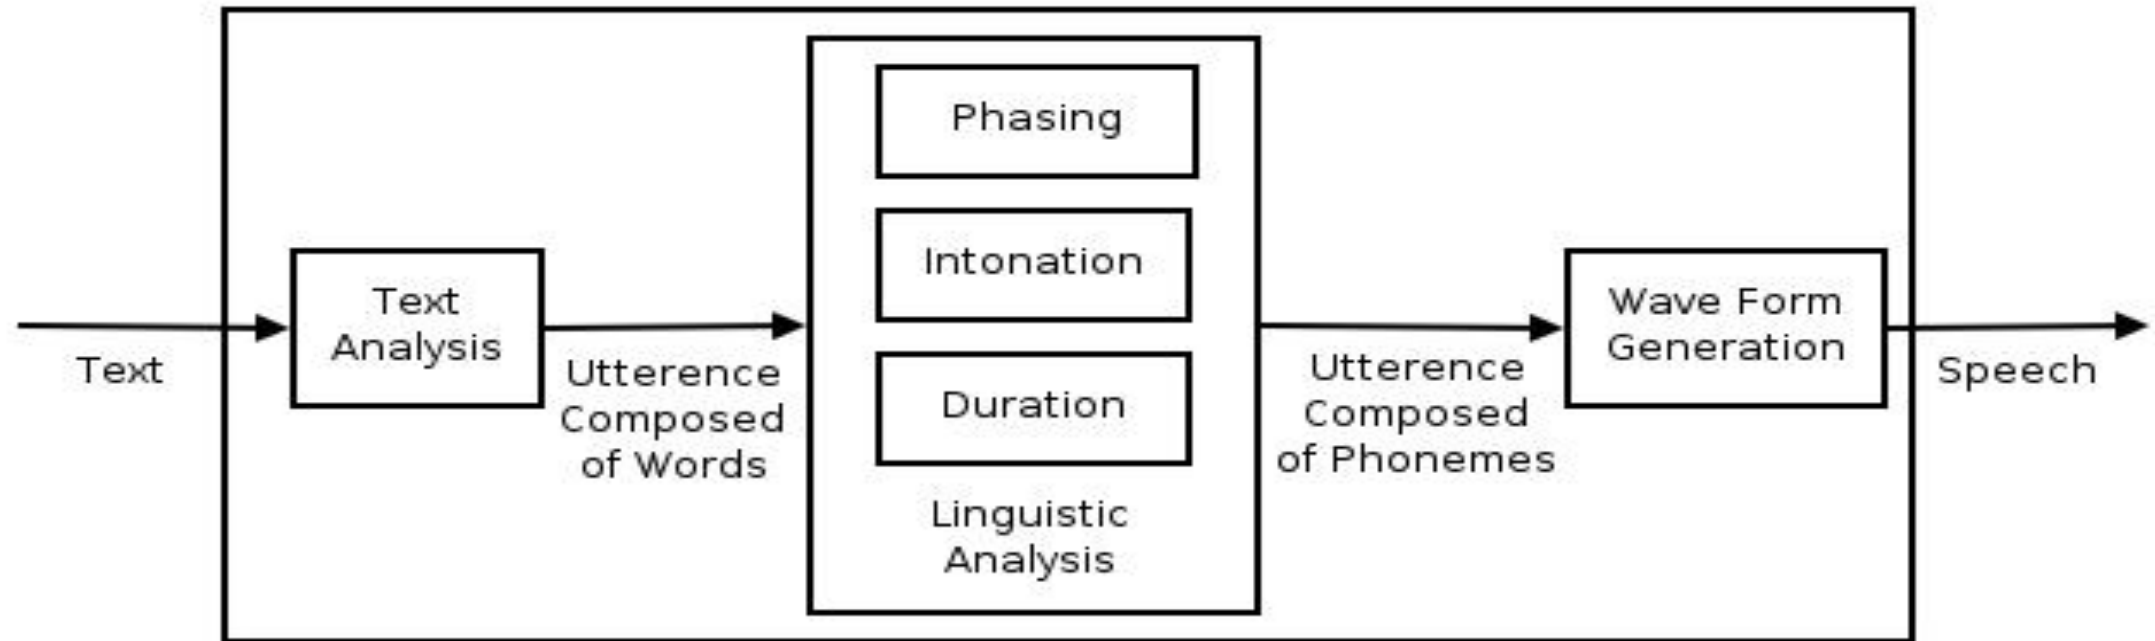 Text
Text
Analysis
Utterence
Composed
of Words
Phasing
Intonation
Duration
Linguistic
Analysis
Utterence
Composed
of Phonemes
Wave Form
Generation
Speech